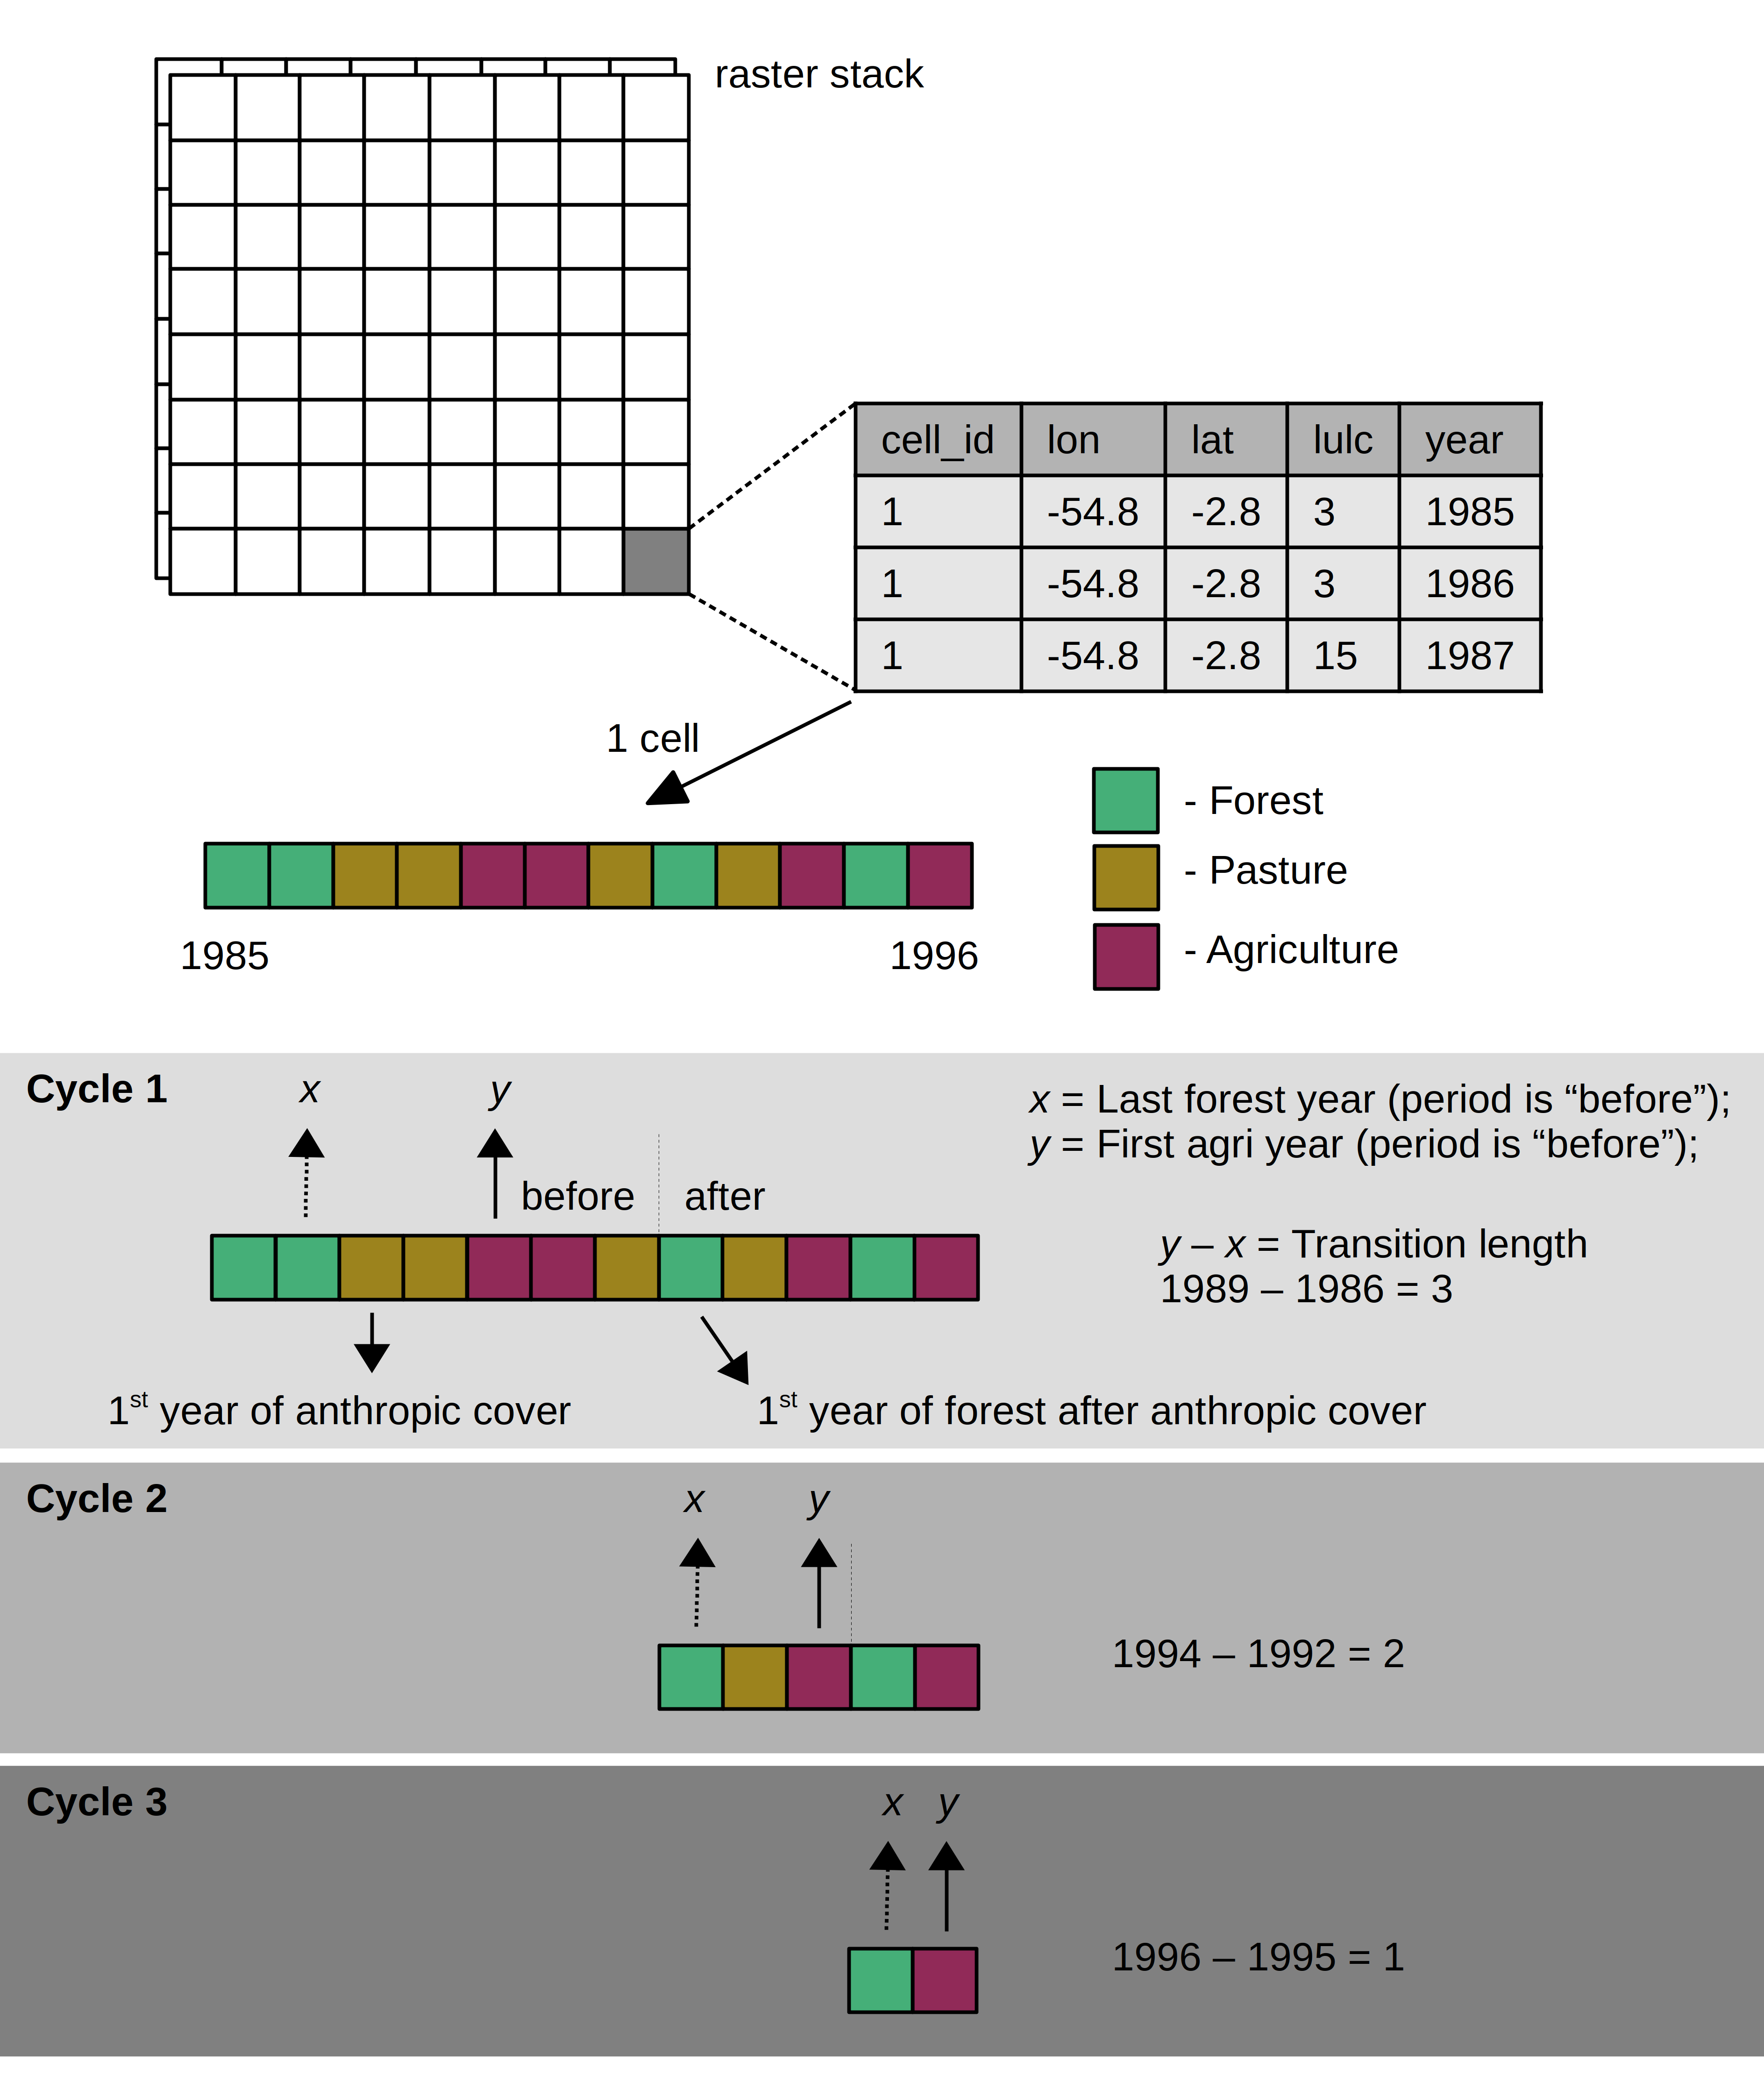 raster stack
cell_id lon lat lulc year
1 -54.8 -2.8 3 1985
1 -54.8 -2.8 3 1986
1 -54.8 -2.8 15 1987
1 cell
- Forest
- Pasture
- Agriculture
1985 1996
Cycle 1 x y
x = Last forest year (period is “before”);
y = First agri year (period is “before”);
before after
y – x = Transition length
1989 – 1986 = 3
1st year of anthropic cover 1st year of forest after anthropic cover
Cycle 2 x y
1994 – 1992 = 2
Cycle 3 x y
1996 – 1995 = 1